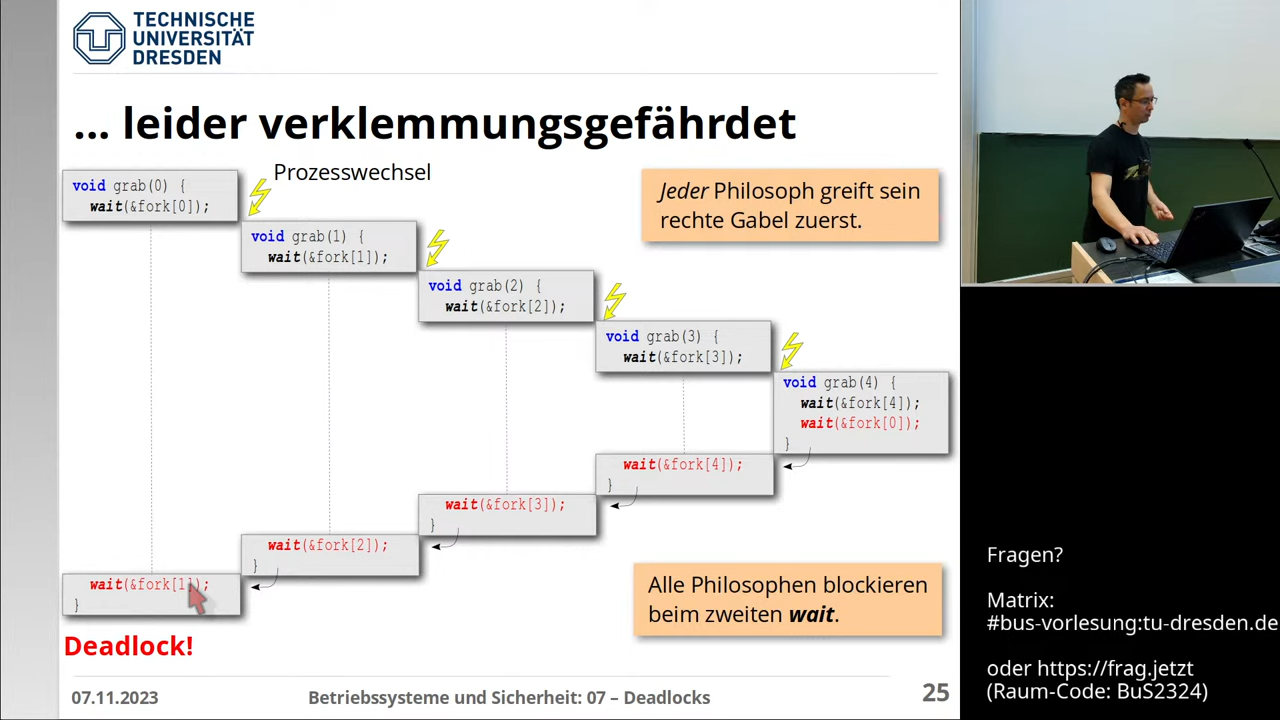 TECHNISCHE
UNIVERSITÄT
DRESDEN
... leider verklemmungsgefährdet
Prozesswechsel
void grab(0) {
wait(&fork[0]);
void grab(1) {
wait(&fork[1]);
void grab(2) {
wait(&fork[2]);
void grab(3) {
wait(&fork[3]);
void grab(4) {
wait(&fork[4]);
wait(&fork[0]);
}
wait(&fork[4]);
}
wait(&fork[3]);
}
wait(&fork[2]);
}
wait(&fork[1]);
}
Deadlock!
Jeder Philosoph greift sein
rechte Gabel zuerst.
Alle Philosophen blockieren
beim zweiten wait.
07.11.2023
Betriebssysteme und Sicherheit: 07 – Deadlocks
25
Fragen?
Matrix:
#bus-vorlesung:tu-dresden.de
oder https://frag.jetzt
(Raum-Code: BuS2324)